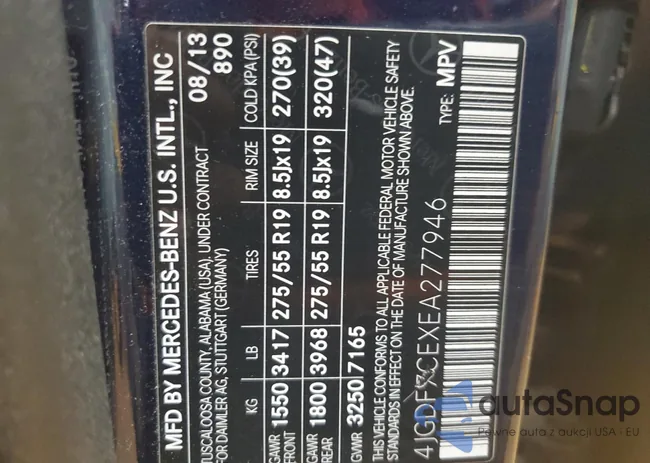 MFD BY MERCEDES-BENZ U.S. INTL., INC
TUSCALOOSA COUNTY, ALABAMA (USA), UNDER CONTRACT 08/13
FOR DAIMLER AG, STUTTGART (GERMANY) 890
KG LB TIRES RIM SIZE COLD KPA (PSI)
GAWR FRONT 1550 3417 275/55 R19 8.5Jx19 270(39)
GAWR REAR 1800 3968 275/55 R19 8.5Jx19 320(47)
GVWR 3250 7165
THIS VEHICLE CONFORMS TO ALL APPLICABLE FEDERAL MOTOR VEHICLE SAFETY
IN EFFECT ON THE DATE OF MANUFACTURE SHOWN ABOVE.
TYPE: MPV
autaSnap
Pewne auta z aukcji USA - EU